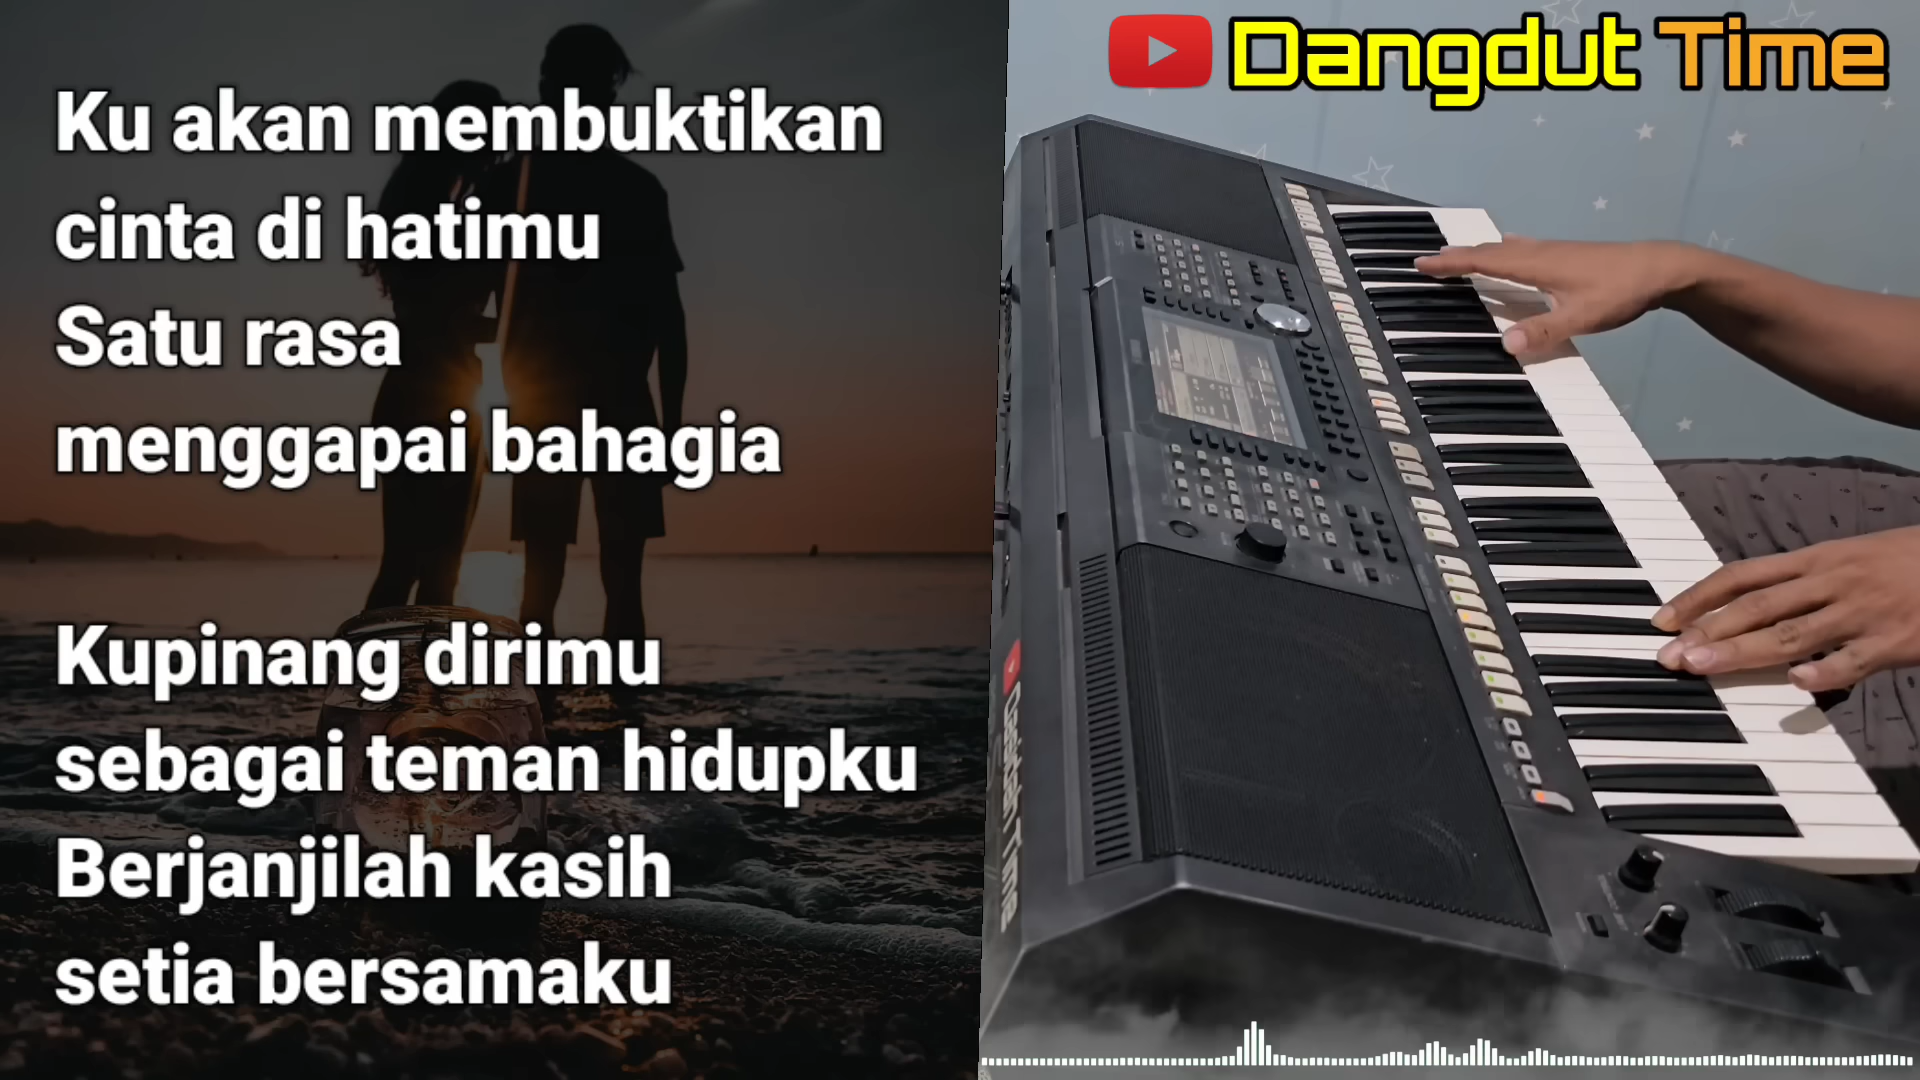 Ku akan membuktikan
cinta di hatimu
Satu rasa
menggapai bahagia
Kupinang dirimu
sebagai teman hidupku
Berjanjilah kasih
setia bersamaku
Dangdut Time